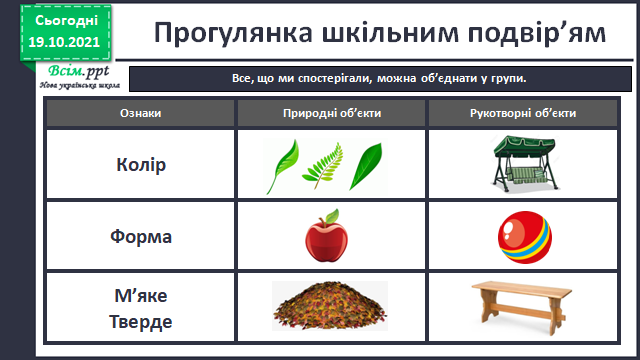 Сьогодні
19.10.2021
Прогулянка шкільним подвір’ям
Всім.ppt
Нова українська школа
Все, що ми спостерігали, можна об’єднати у групи.
Ознаки Природні об’єкти Рукотворні об’єкти
Колір
Форма
М’яке
Тверде